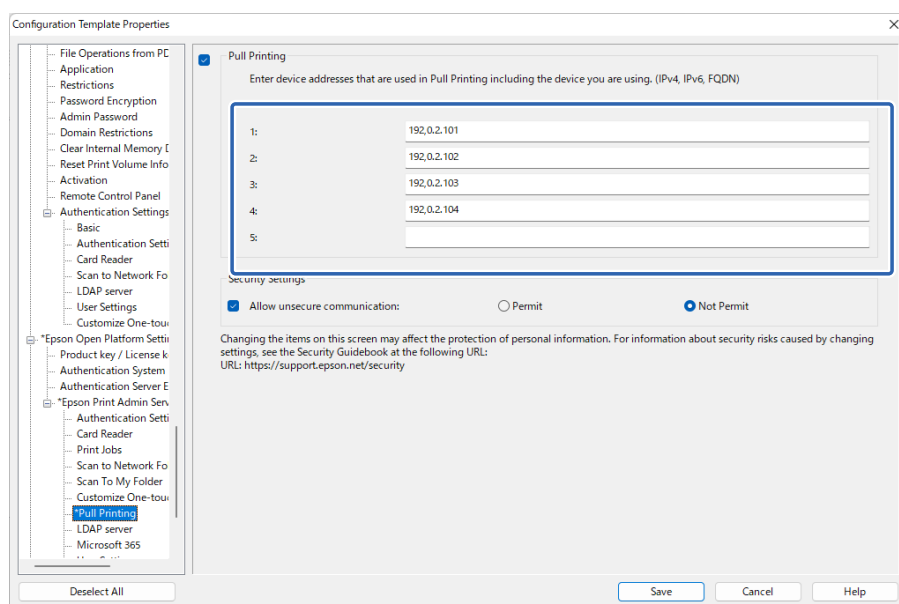 Configuration Template Properties
File Operations from PD
Application
Restrictions
Password Encryption
Admin Password
Domain Restrictions
Clear Internal Memory D
Reset Print Volume Info
Activation
Remote Control Panel
Authentication Settings
Basic
Authentication Setti
Card Reader
Scan to Network Fo
LDAP server
User Settings
Customize One-tou
*Epson Open Platform Settin
Product key / License k
Authentication System
Authentication Server E
*Epson Print Admin Serv
Authentication Setti
Card Reader
Print Jobs
Scan to Network Fo
Scan To My Folder
Customize One-tou
*Pull Printing
LDAP server
Microsoft 365
Pull Printing
Enter device addresses that are used in Pull Printing including the device you are using. (IPv4, IPv6, FQDN)
1: 192,0.2.101
2: 192,0.2.102
3: 192,0.2.103
4: 192,0.2.104
5:
Security Settings
Allow unsecure communication: Permit Not Permit
Changing the items on this screen may affect the protection of personal information. For information about security risks caused by changing
settings, see the Security Guidebook at the following URL:
URL: https://support.epson.net/security
Deselect All Save Cancel Help